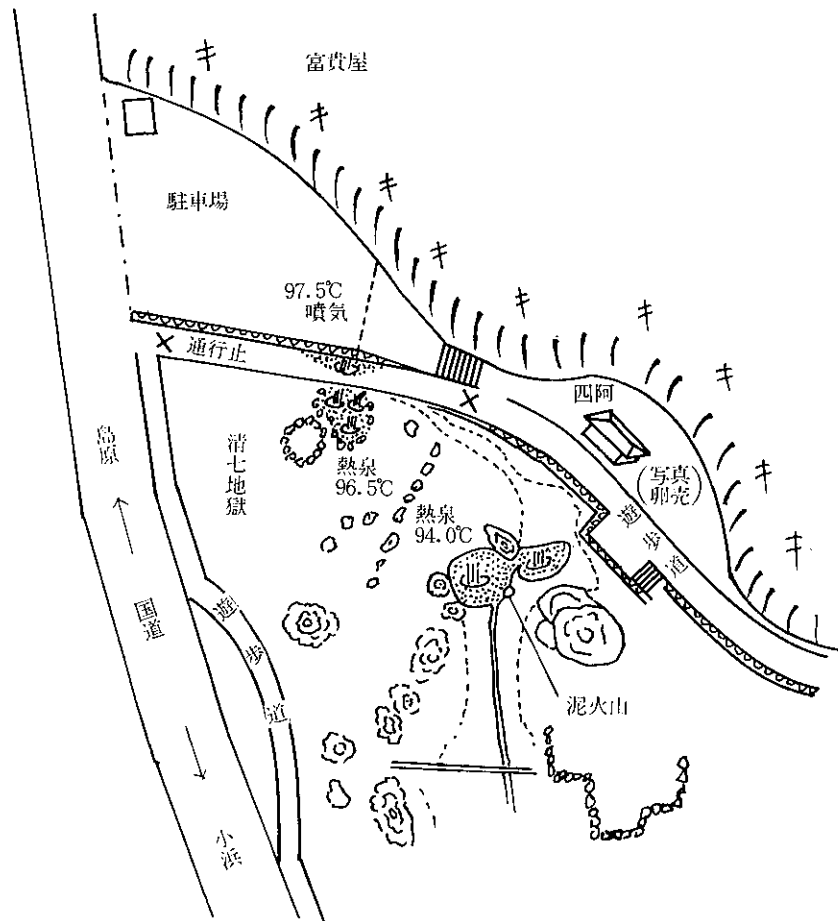 富貴屋
駐車場
97.5℃
噴気
通行止
四阿
(写真
卵売)
島原
清七地獄
熱泉
96.5℃
熱泉
94.0℃
遊歩道
国道
遊歩道
泥火山
小浜